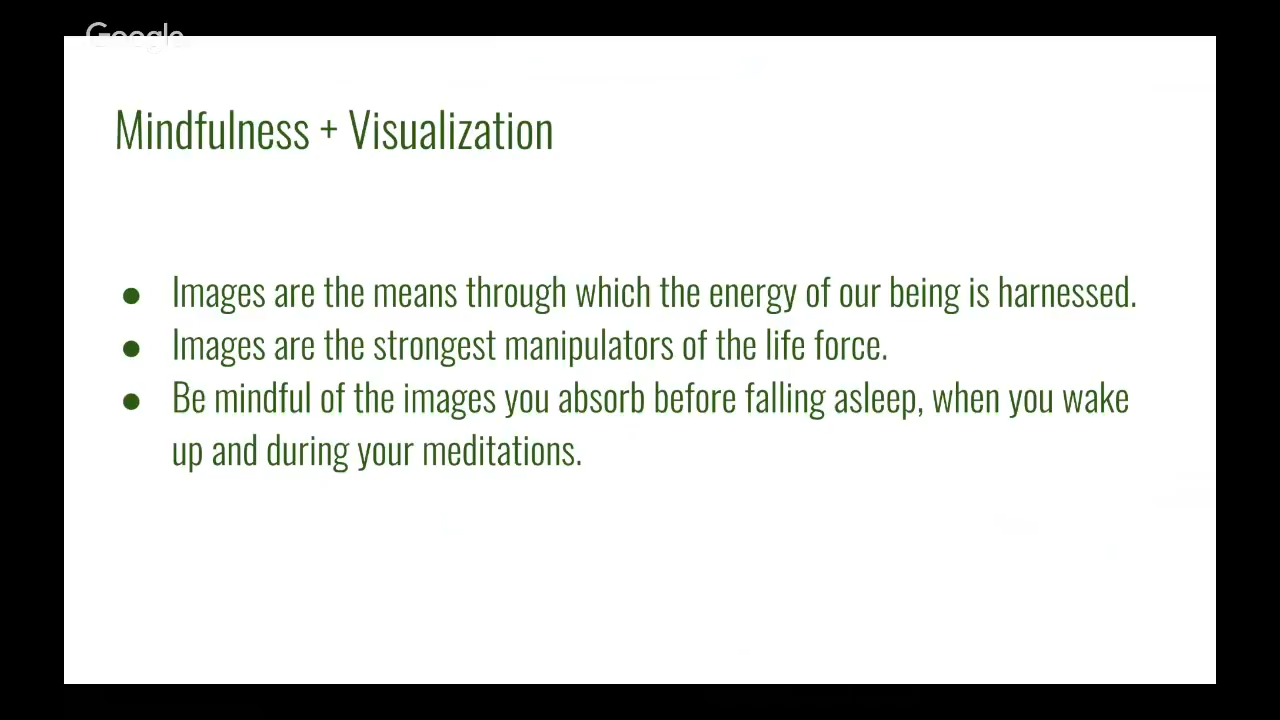 Google
Mindfulness + Visualization
● Images are the means through which the energy of our being is harnessed.
● Images are the strongest manipulators of the life force.
● Be mindful of the images you absorb before falling asleep, when you wake
up and during your meditations.